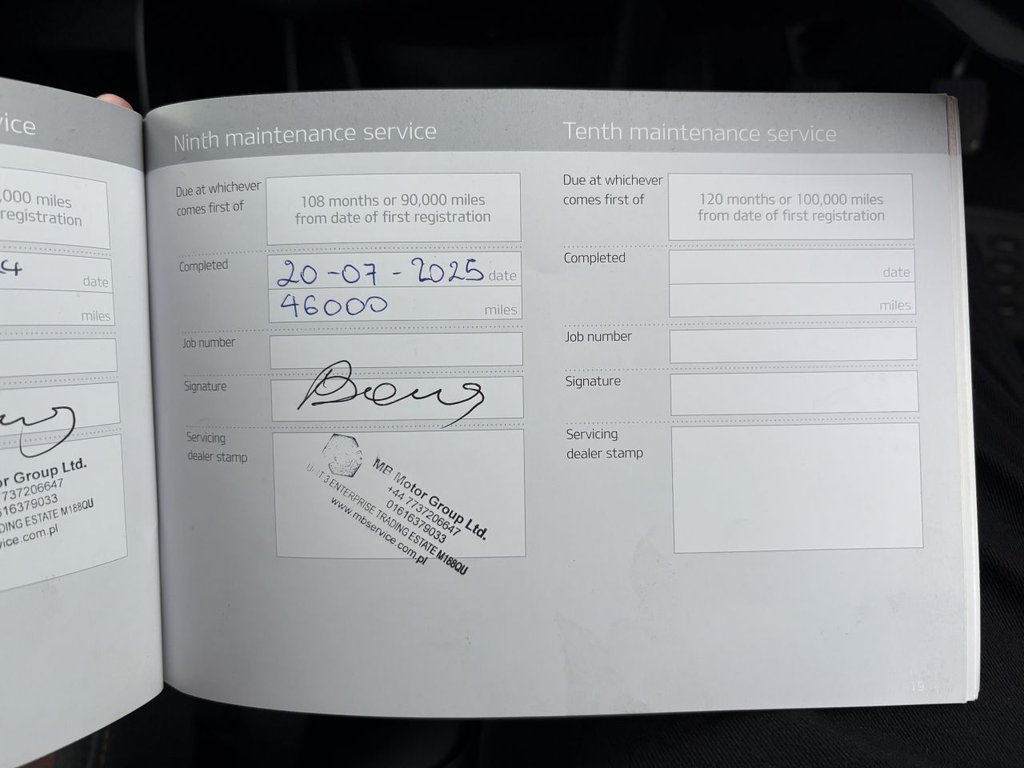 vice
,000 miles
registration
24
date
miles
or Group Ltd.
7737206647
1616379033
DING ESTATE M188QU
vice.com.pl
Ninth maintenance service
Due at whichever
comes first of
108 months or 90,000 miles
from date of first registration
Completed
20-07-2025 date
46000 miles
Job number
Signature
Servicing
dealer stamp
MB Motor Group Ltd.
+44 7737206647
01616379033
UNIT 3 ENTERPRISE TRADING ESTATE M188QU
www.mbservice.com.pl
Tenth maintenance service
Due at whichever
comes first of
120 months or 100,000 miles
from date of first registration
Completed
date
miles
Job number
Signature
Servicing
dealer stamp
19